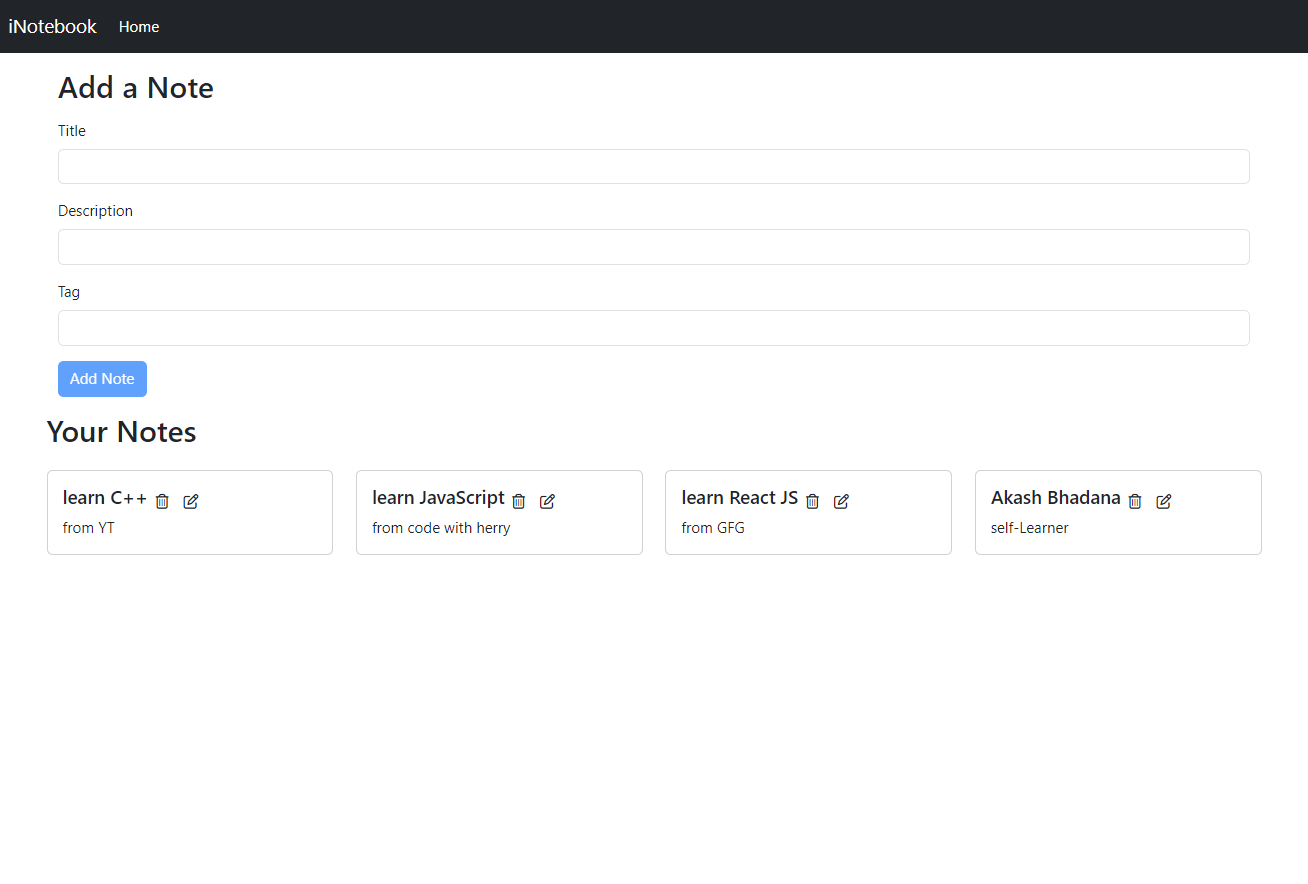 iNotebook Home
Add a Note
Title
Description
Tag
Add Note
Your Notes
learn C++
from YT
learn JavaScript
from code with herry
learn React JS
from GFG
Akash Bhadana
self-Learner